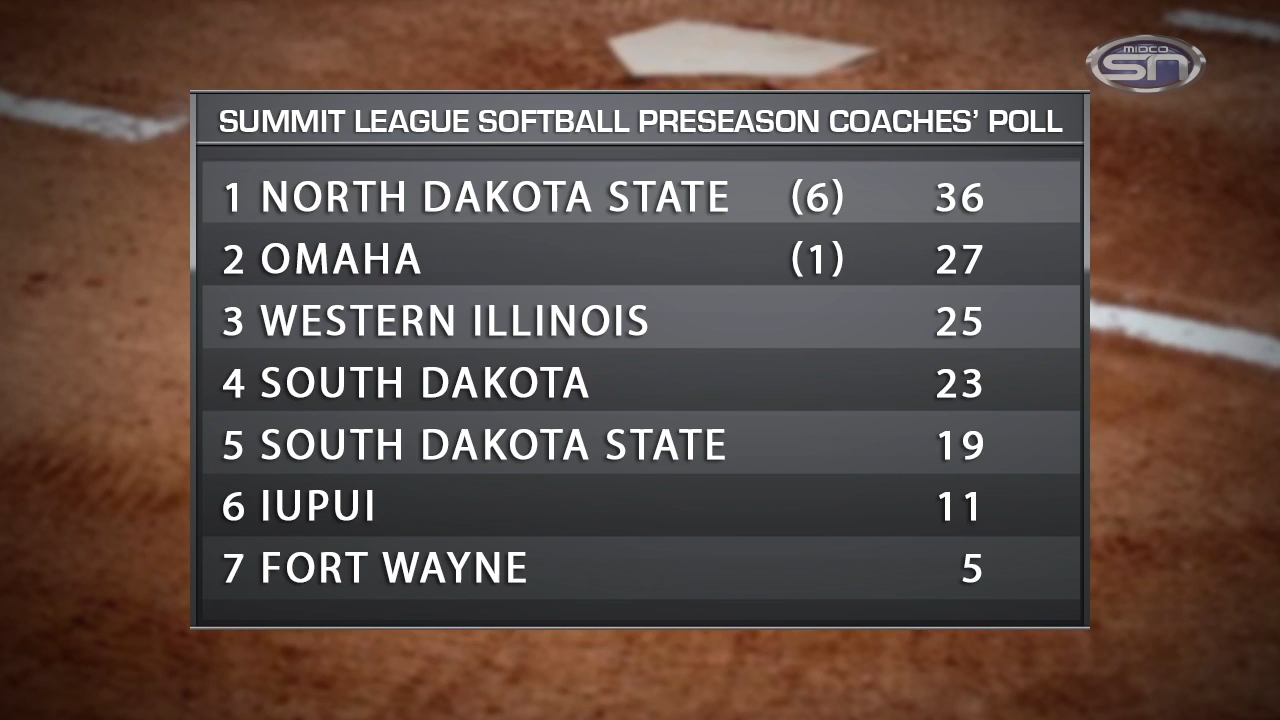 MIDCO
SN
SUMMIT LEAGUE SOFTBALL PRESEASON COACHES' POLL
1 NORTH DAKOTA STATE (6) 36
2 OMAHA (1) 27
3 WESTERN ILLINOIS 25
4 SOUTH DAKOTA 23
5 SOUTH DAKOTA STATE 19
6 IUPUI 11
7 FORT WAYNE 5